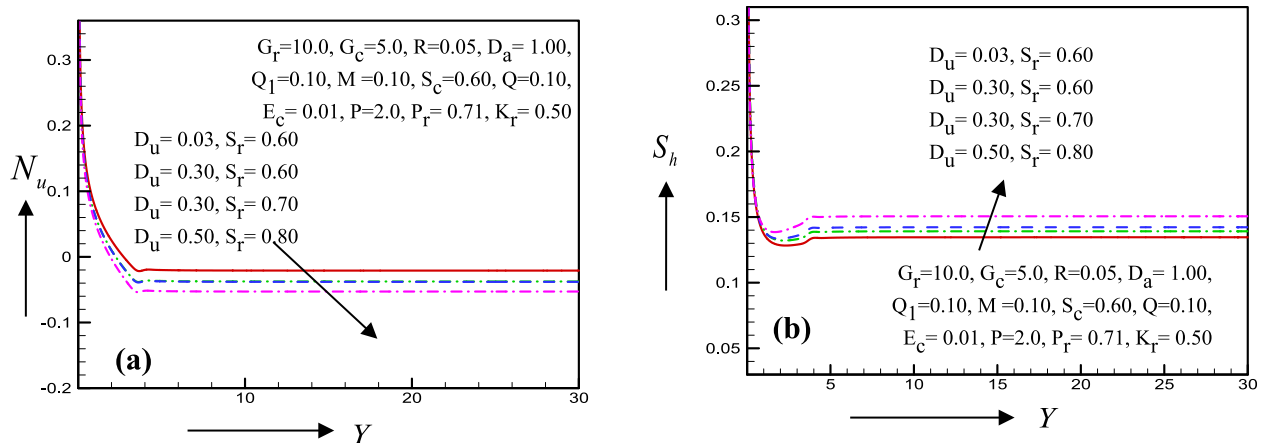 G_r=10.0, G_c=5.0, R=0.05, D_a= 1.00,
Q_1=0.10, M =0.10, S_c=0.60, Q=0.10,
E_c= 0.01, P=2.0, P_r= 0.71, K_r= 0.50
D_u= 0.03, S_r= 0.60
D_u= 0.30, S_r= 0.60
D_u= 0.30, S_r= 0.70
D_u= 0.50, S_r= 0.80
N_u
0.3
0.2
0.1
0
-0.1
-0.2
(a)
0
10
20
30
Y
D_u= 0.03, S_r= 0.60
D_u= 0.30, S_r= 0.60
D_u= 0.30, S_r= 0.70
D_u= 0.50, S_r= 0.80
S_h
0.3
0.25
0.2
0.15
0.1
0.05
G_r=10.0, G_c=5.0, R=0.05, D_a= 1.00,
Q_1=0.10, M =0.10, S_c=0.60, Q=0.10,
E_c= 0.01, P=2.0, P_r= 0.71, K_r= 0.50
(b)
5
10
15
20
25
30
Y